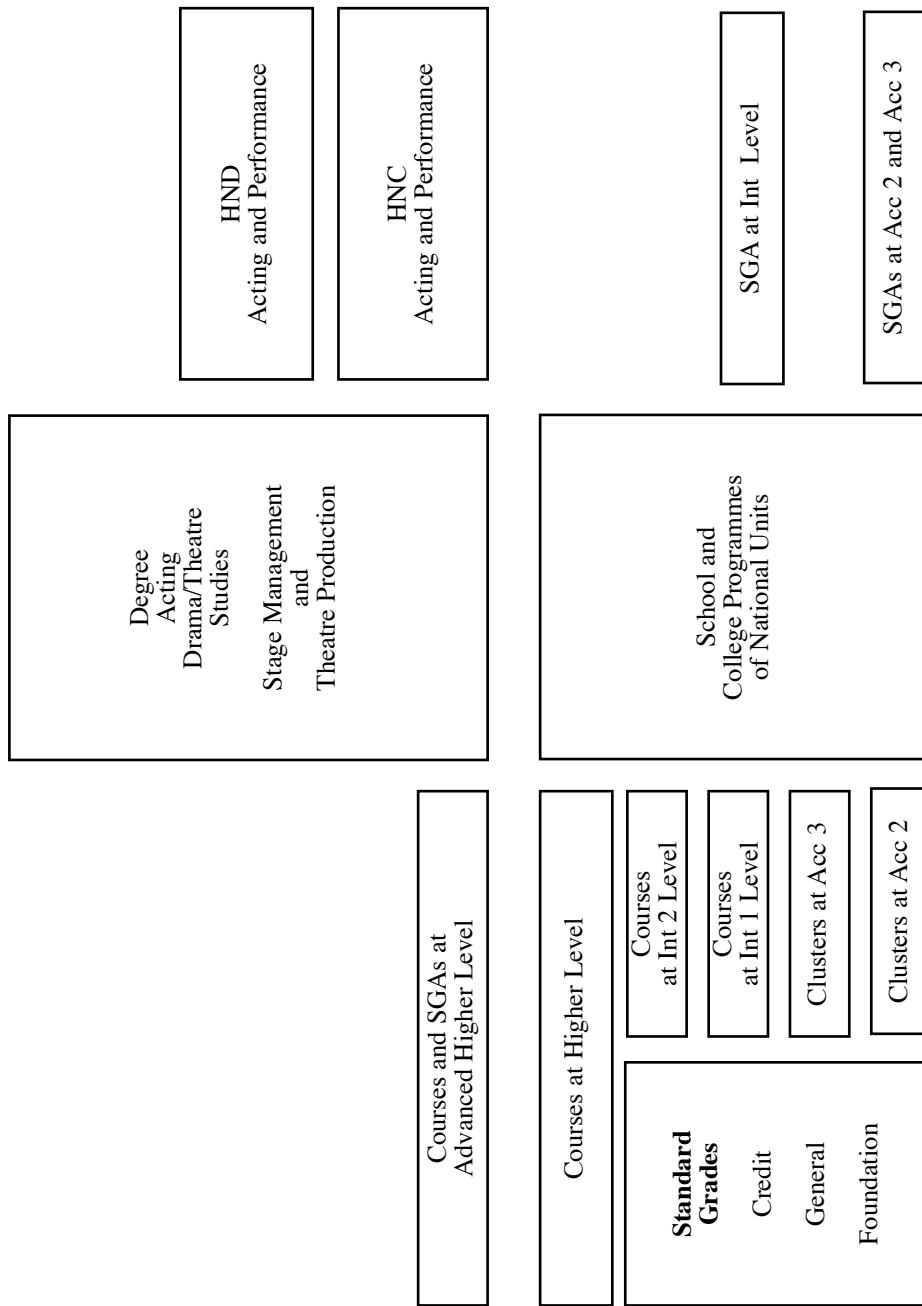 Courses and SGAs at
Advanced Higher Level
Courses at Higher Level
Standard
Grades
Credit
General
Foundation
Courses
at Int 2 Level
Courses
at Int 1 Level
Clusters at Acc 3
Clusters at Acc 2
Degree
Acting
Drama/Theatre
Studies
Stage Management
and
Theatre Production
School and
College Programmes
of National Units
HND
Acting and Performance
HNC
Acting and Performance
SGA at Int Level
SGAs at Acc 2 and Acc 3